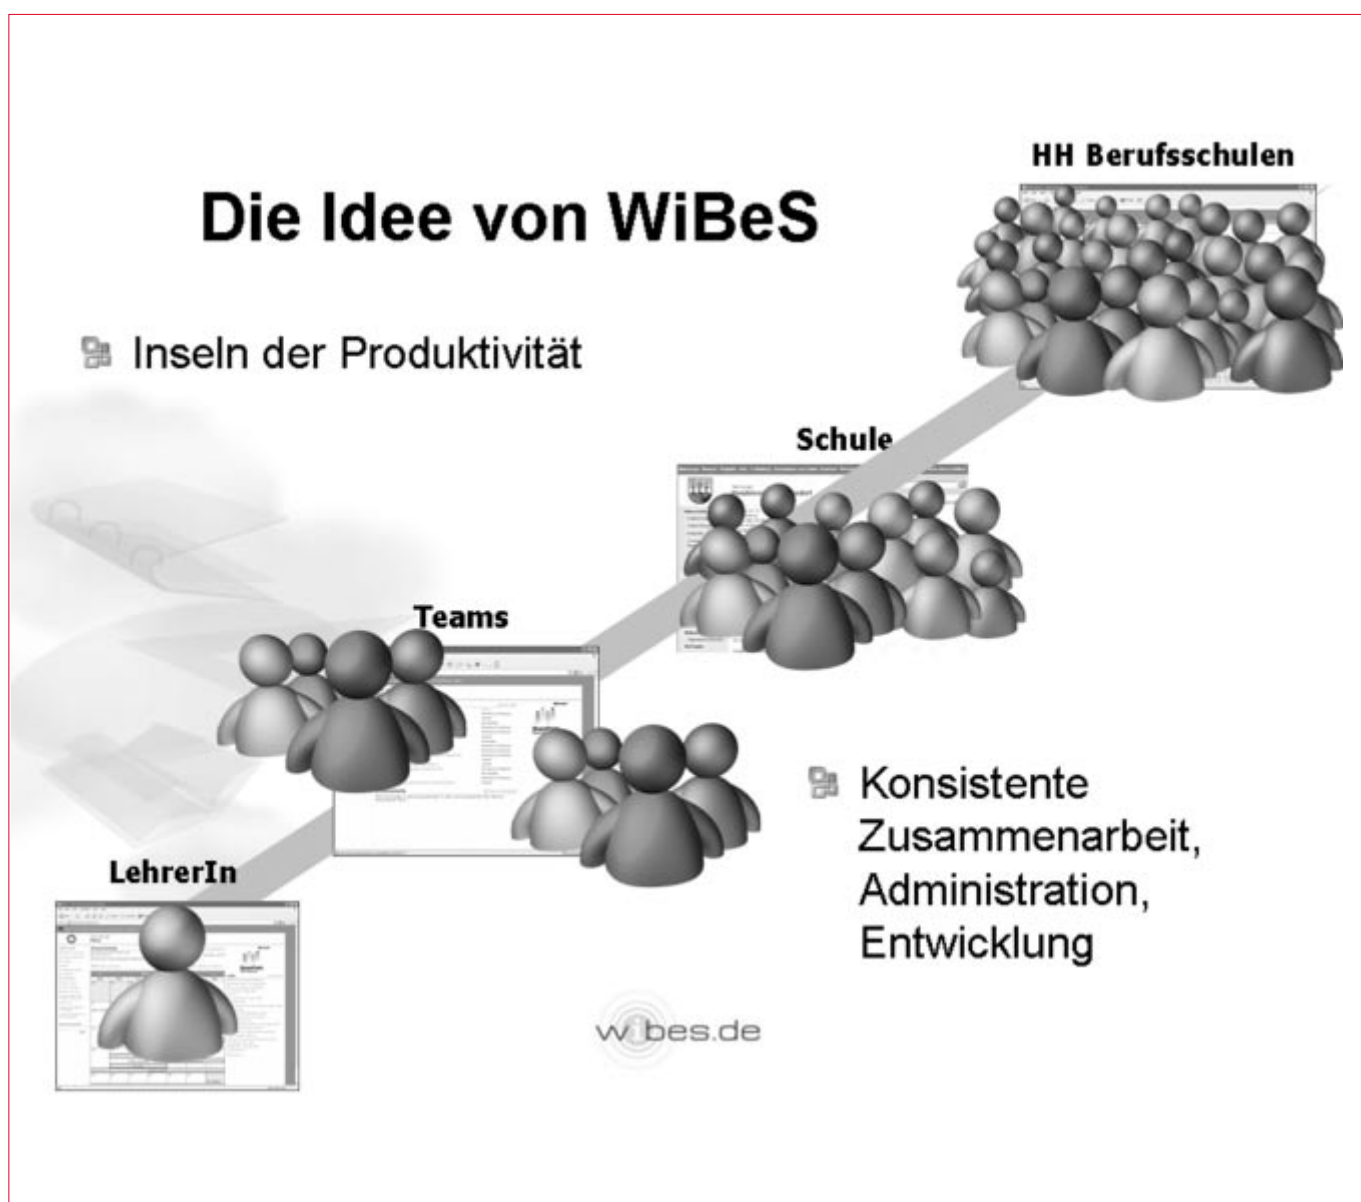 HH Berufsschulen
Die Idee von WiBeS
Inseln der Produktivität
Schule
Teams
Konsistente
Zusammenarbeit,
Administration,
Entwicklung
LehrerIn
wibes.de